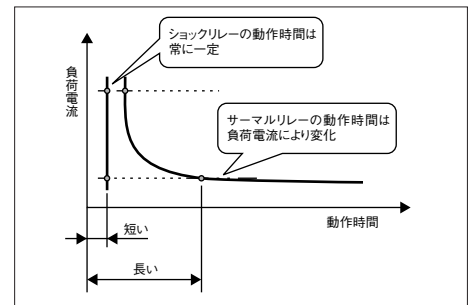 ショックリレーの動作時間は
常に一定
負荷電流
サーマルリレーの動作時間は
負荷電流により変化
動作時間
短い
長い